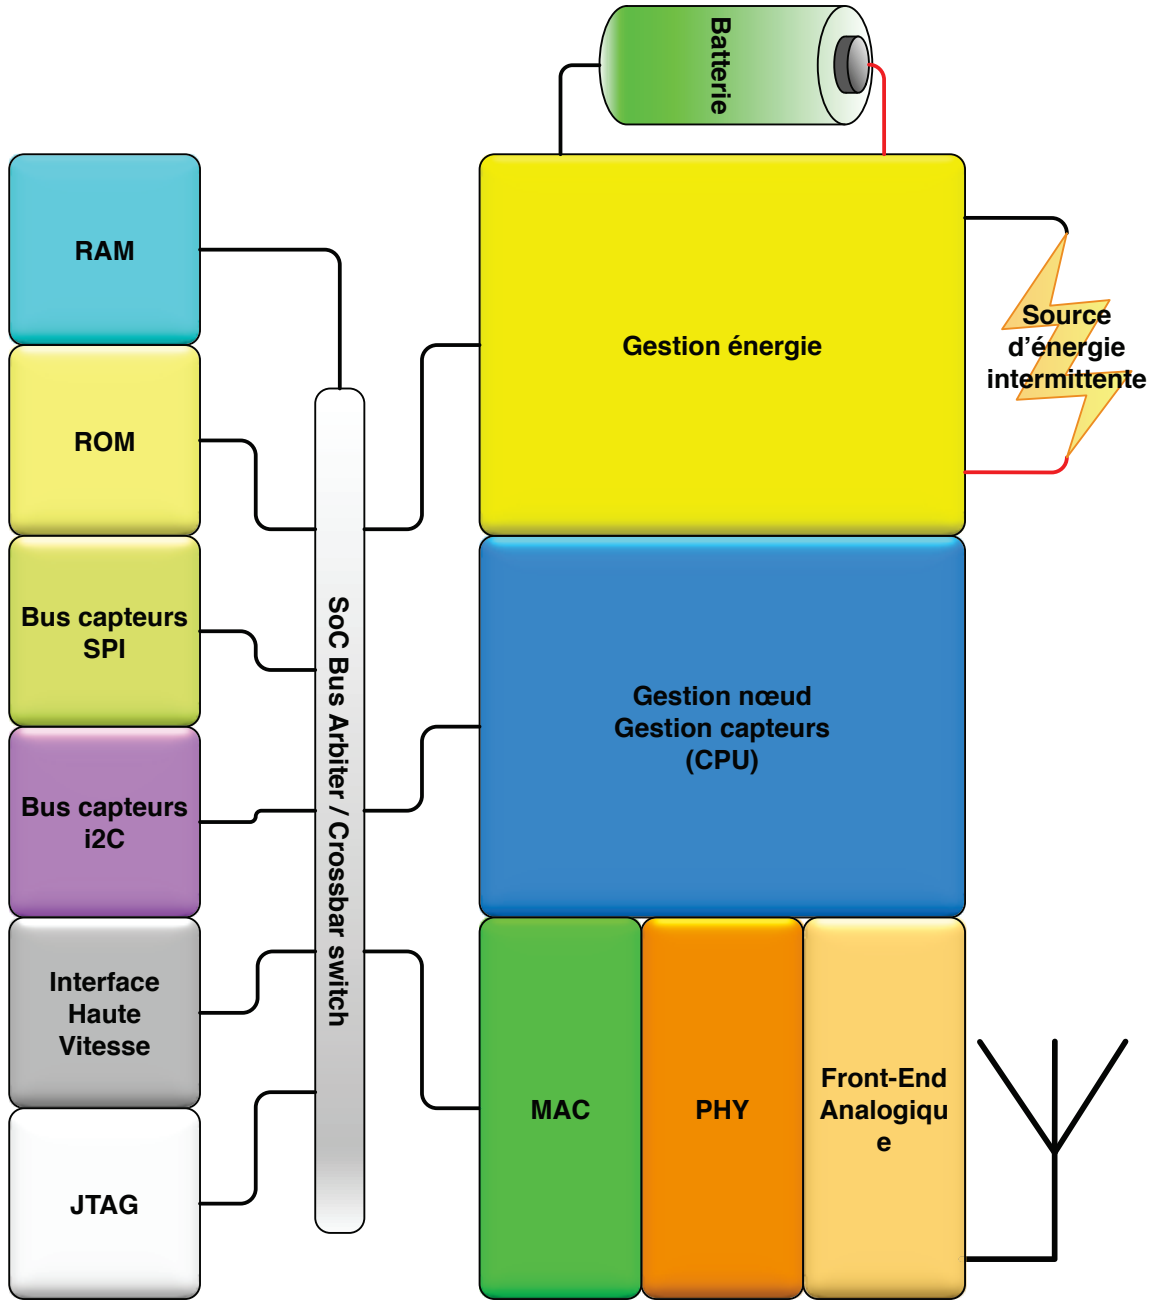 Batterie
RAM
Gestion énergie
Source
d'énergie
intermittente
ROM
Bus capteurs
SPI
SoC Bus Arbiter / Crossbar switch
Gestion nœud
Gestion capteurs
(CPU)
Bus capteurs
i2C
Interface
Haute
Vitesse
MAC
PHY
Front-End
Analogiqu
e
JTAG